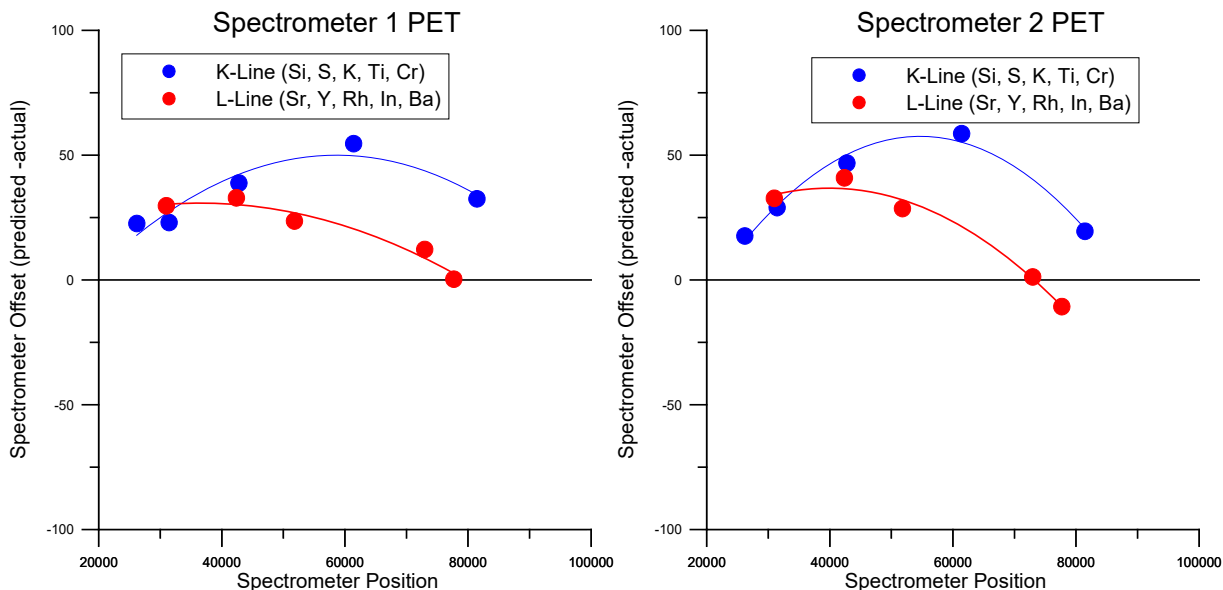 Spectrometer 1 PET
K-Line (Si, S, K, Ti, Cr)
L-Line (Sr, Y, Rh, In, Ba)
Spectrometer Offset (predicted -actual)
100
50
0
-50
-100
20000 40000 60000 80000 100000
Spectrometer Position
Spectrometer 2 PET
K-Line (Si, S, K, Ti, Cr)
L-Line (Sr, Y, Rh, In, Ba)
Spectrometer Offset (predicted -actual)
100
50
0
-50
-100
20000 40000 60000 80000 100000
Spectrometer Position